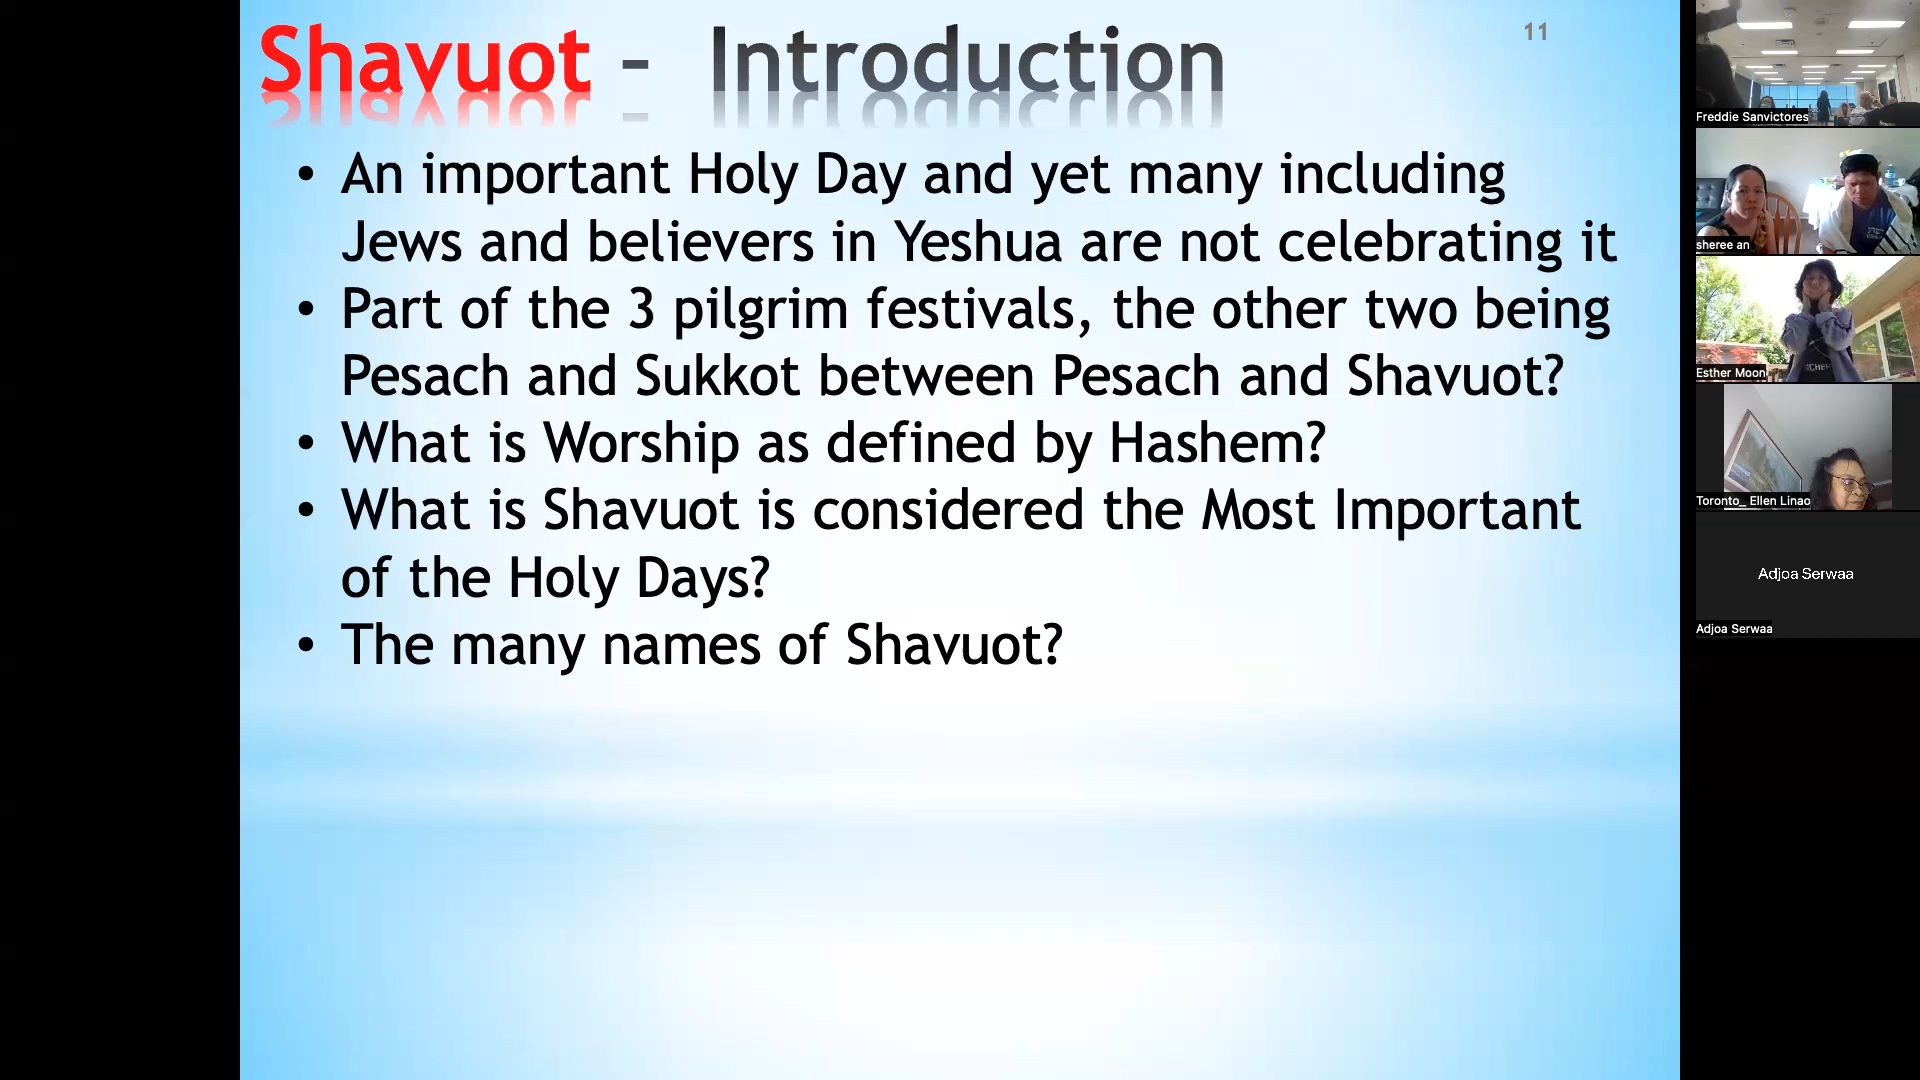 Shavuot - Introduction
11
• An important Holy Day and yet many including
Jews and believers in Yeshua are not celebrating it
• Part of the 3 pilgrim festivals, the other two being
Pesach and Sukkot between Pesach and Shavuot?
• What is Worship as defined by Hashem?
• What is Shavuot is considered the Most Important
of the Holy Days?
• The many names of Shavuot?
Freddie Sanvictores
sheree an
Esther Moon
Toronto_ Ellen Linao
Adjoa Serwaa
Adjoa Serwaa